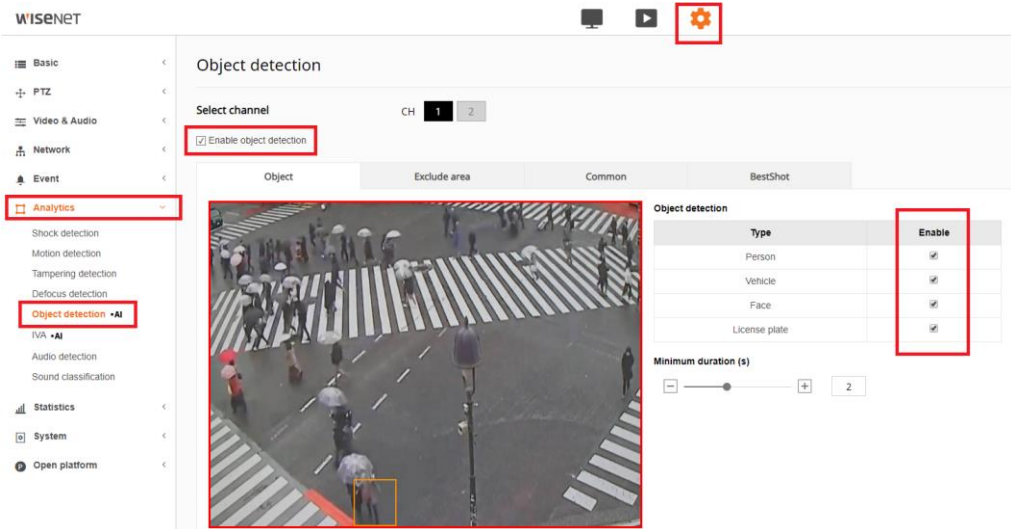 WISENET
Basic
PTZ
Video & Audio
Network
Event
Analytics
Shock detection
Motion detection
Tampering detection
Defocus detection
Object detection •AI
IVA •AI
Audio detection
Sound classification
Statistics
System
Open platform
Object detection
Select channel CH 1 2
Enable object detection
Object Exclude area Common BestShot
Object detection
Type Enable
Person
Vehicle
Face
License plate
Minimum duration (s)
2